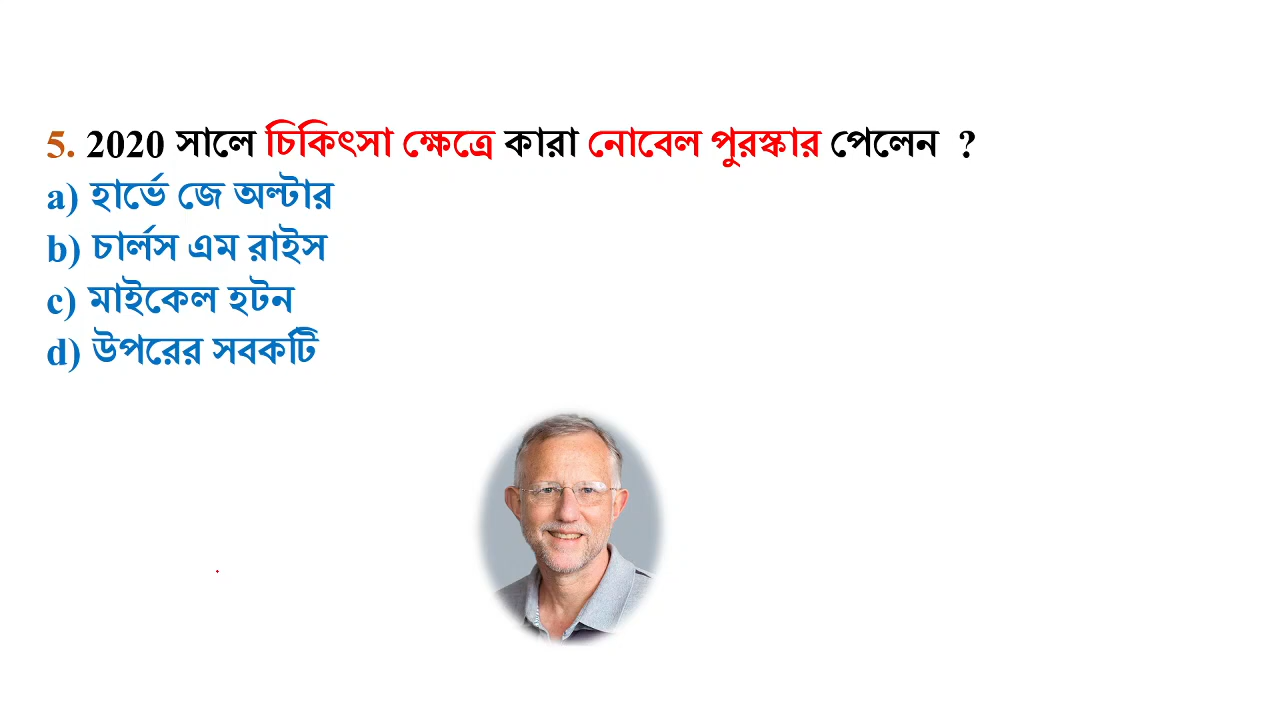 5. 2020 সালে চিকিৎসা ক্ষেত্রে কারা নোবেল পুরস্কার পেলেন ?
a) হার্ভে জে অল্টার
b) চার্লস এম রাইস
c) মাইকেল হটন
d) উপরের সবকটি